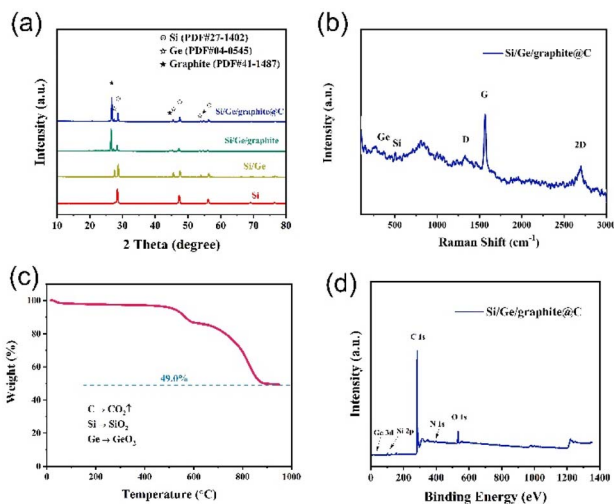 (a)
Si (PDF#27-1402)
Ge (PDF#04-0545)
Graphite (PDF#41-1487)
Si/Ge/graphite@C
Si/Ge/graphite
Si/Ge
Si
Intensity (a.u.)
10 20 30 40 50 60 70 80
2 Theta (degree)
(b)
Si/Ge/graphite@C
G
Ge
Si
D
2D
Intensity (a.u.)
500 1000 1500 2000 2500 3000
Raman Shift (cm⁻¹)
(c)
100
80
60
40
20
0
Weight (%)
49.0%
C → CO₂↑
Si → SiO₂
Ge → GeO₂
0 200 400 600 800 1000
Temperature (°C)
(d)
Si/Ge/graphite@C
C 1s
Ge 3d
Si 2p
N 1s
O 1s
Intensity (a.u.)
0 200 400 600 800 1000 1200 1400
Binding Energy (eV)